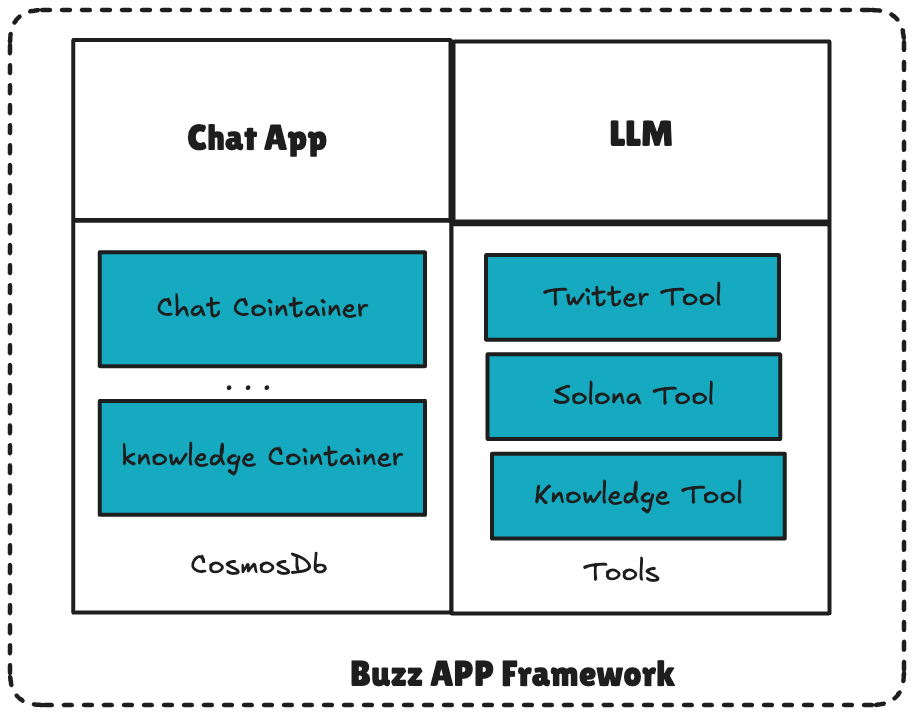 Chat App
LLM
Chat Cointainer
. . .
knowledge Cointainer
CosmosDb
Twitter Tool
Solona Tool
Knowledge Tool
Tools
Buzz APP Framework